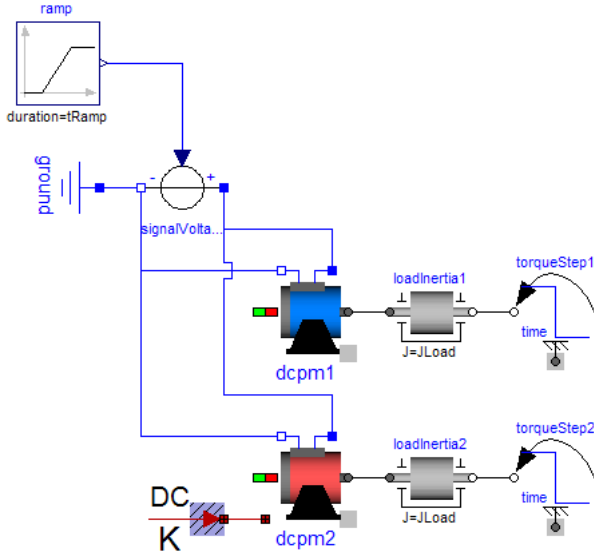 ramp
duration=tRamp
ground
-
+
signalVolta...
loadInertia1
torqueStep1
time
J=JLoad
dcpm1
loadInertia2
torqueStep2
time
J=JLoad
DC
K
dcpm2